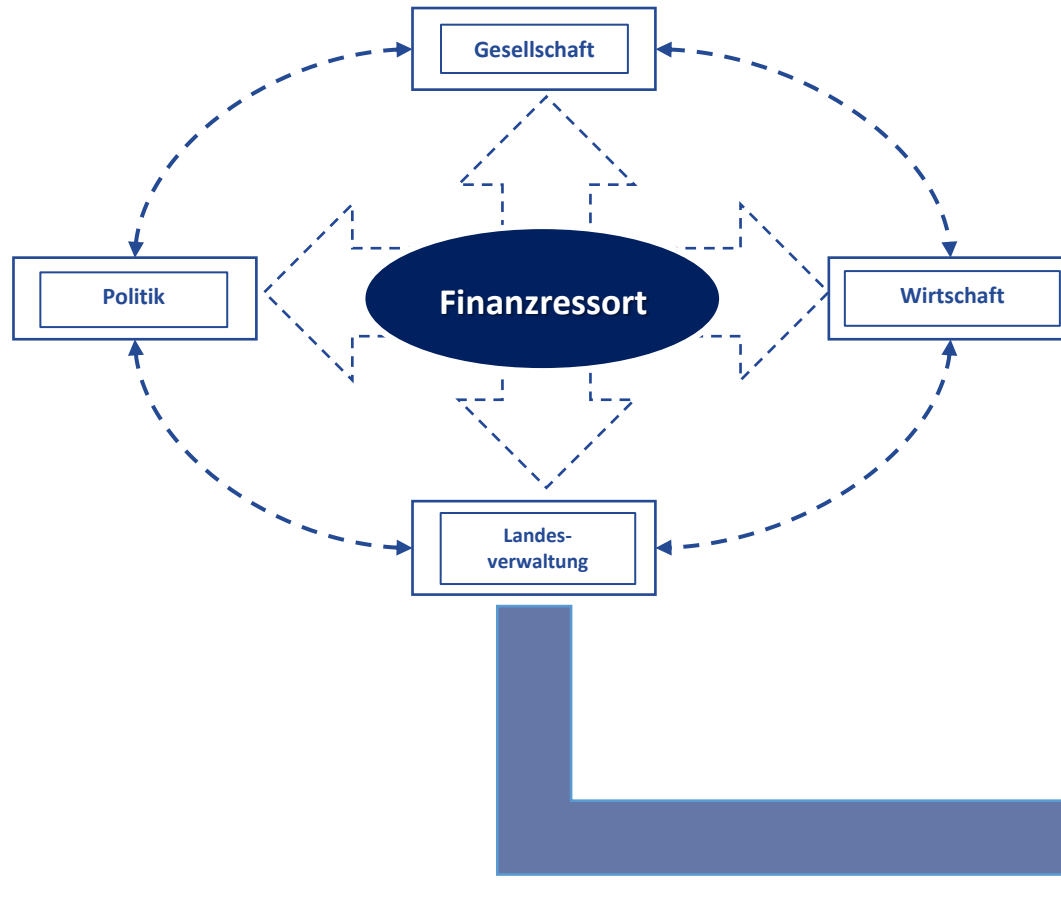 Gesellschaft
Politik
Finanzressort
Wirtschaft
Landes-
verwaltung